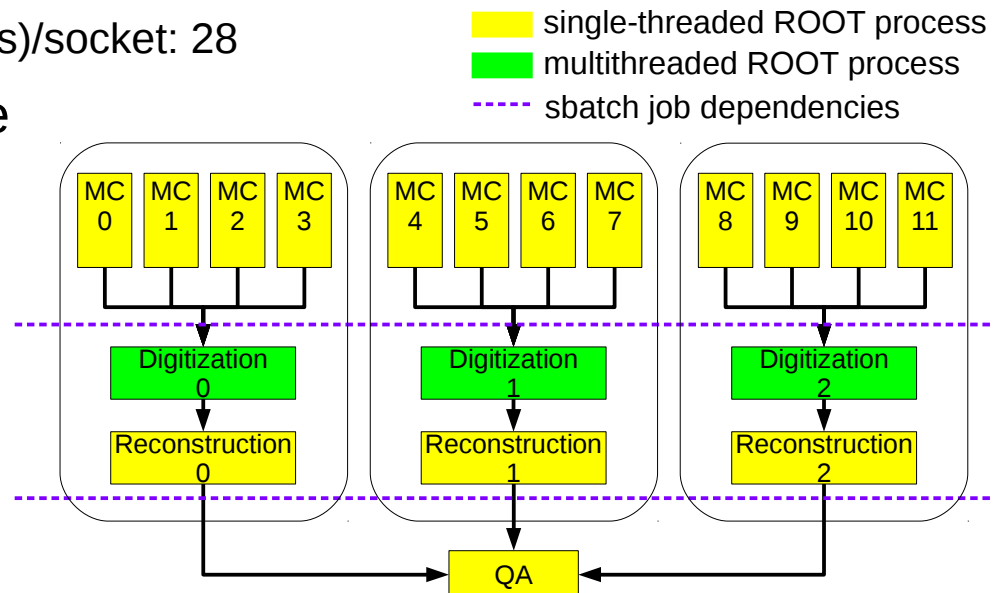 s)/socket: 28
e
single-threaded ROOT process
multithreaded ROOT process
sbatch job dependencies
MC 0
MC 1
MC 2
MC 3
MC 4
MC 5
MC 6
MC 7
MC 8
MC 9
MC 10
MC 11
Digitization 0
Digitization 1
Digitization 2
Reconstruction 0
Reconstruction 1
Reconstruction 2
QA